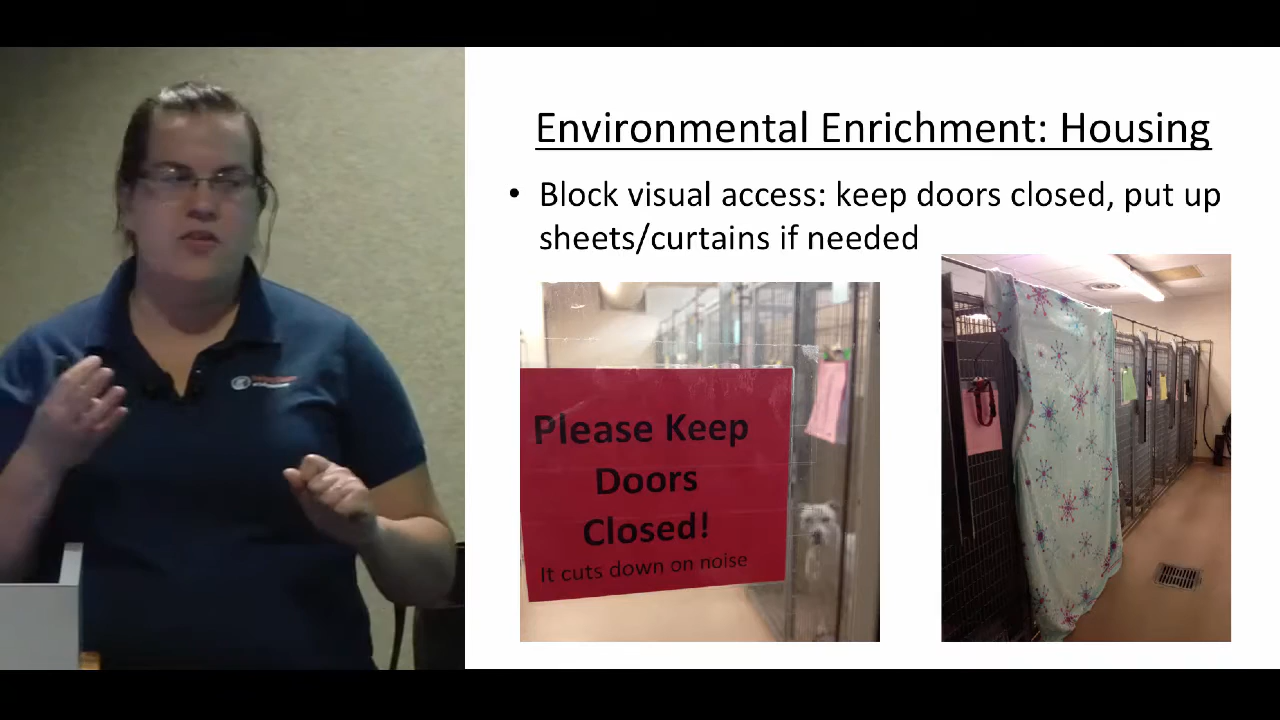 Environmental Enrichment: Housing
• Block visual access: keep doors closed, put up
sheets/curtains if needed
Please Keep
Doors
Closed!
It cuts down on noise